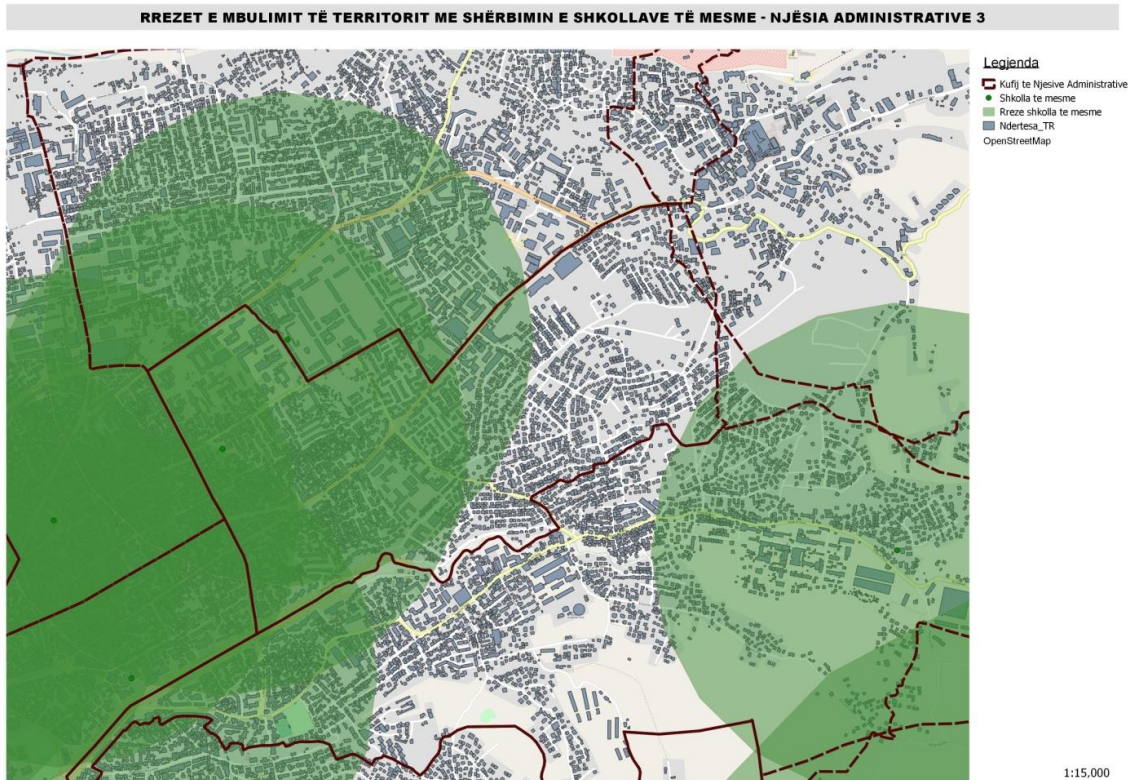 RREZET E MBULIMIT TË TERRITORIT ME SHËRBIMIN E SHKOLLAVE TË MESME - NJËSIA ADMINISTRATIVE 3
Legjenda
Kufij te Njesive Administrative
Shkolla te mesme
Rreze shkolla te mesme
Ndertesa_TR
OpenStreetMap
1:15,000